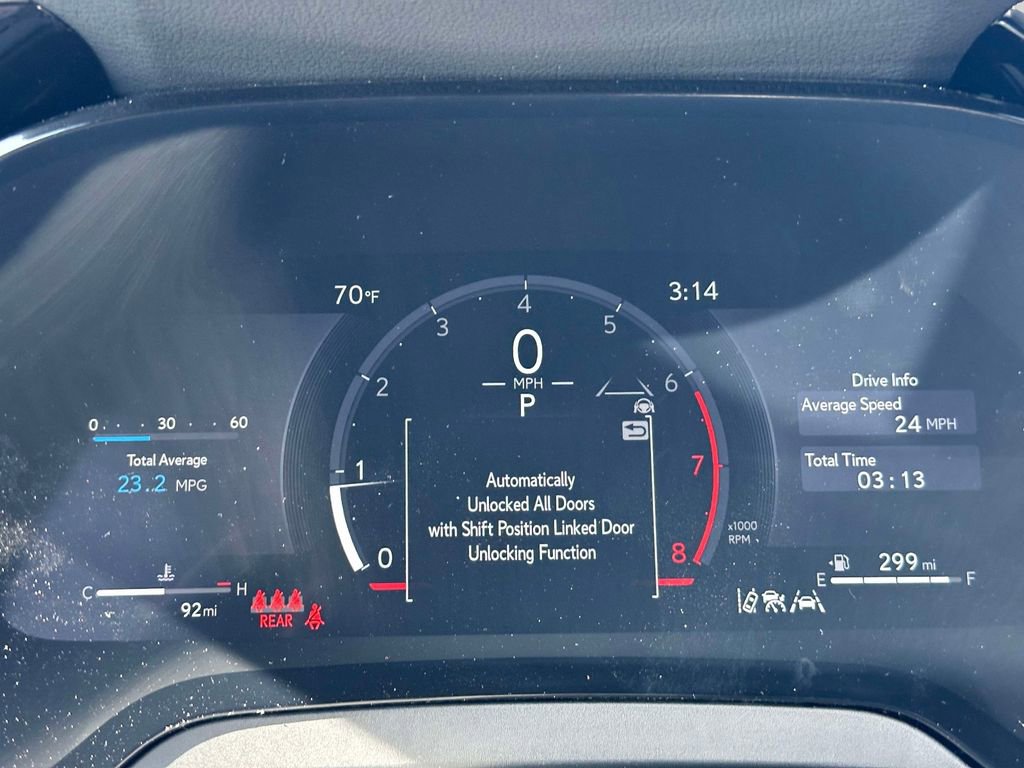 70°F
3:14
0
1
2
3
4
5
6
7
8
x1000
RPM
0
MPH
P
Automatically
Unlocked All Doors
with Shift Position Linked Door
Unlocking Function
0 30 60
Total Average
23.2 MPG
C H
92 mi
REAR
Drive Info
Average Speed
24 MPH
Total Time
03:13
299 mi
E F